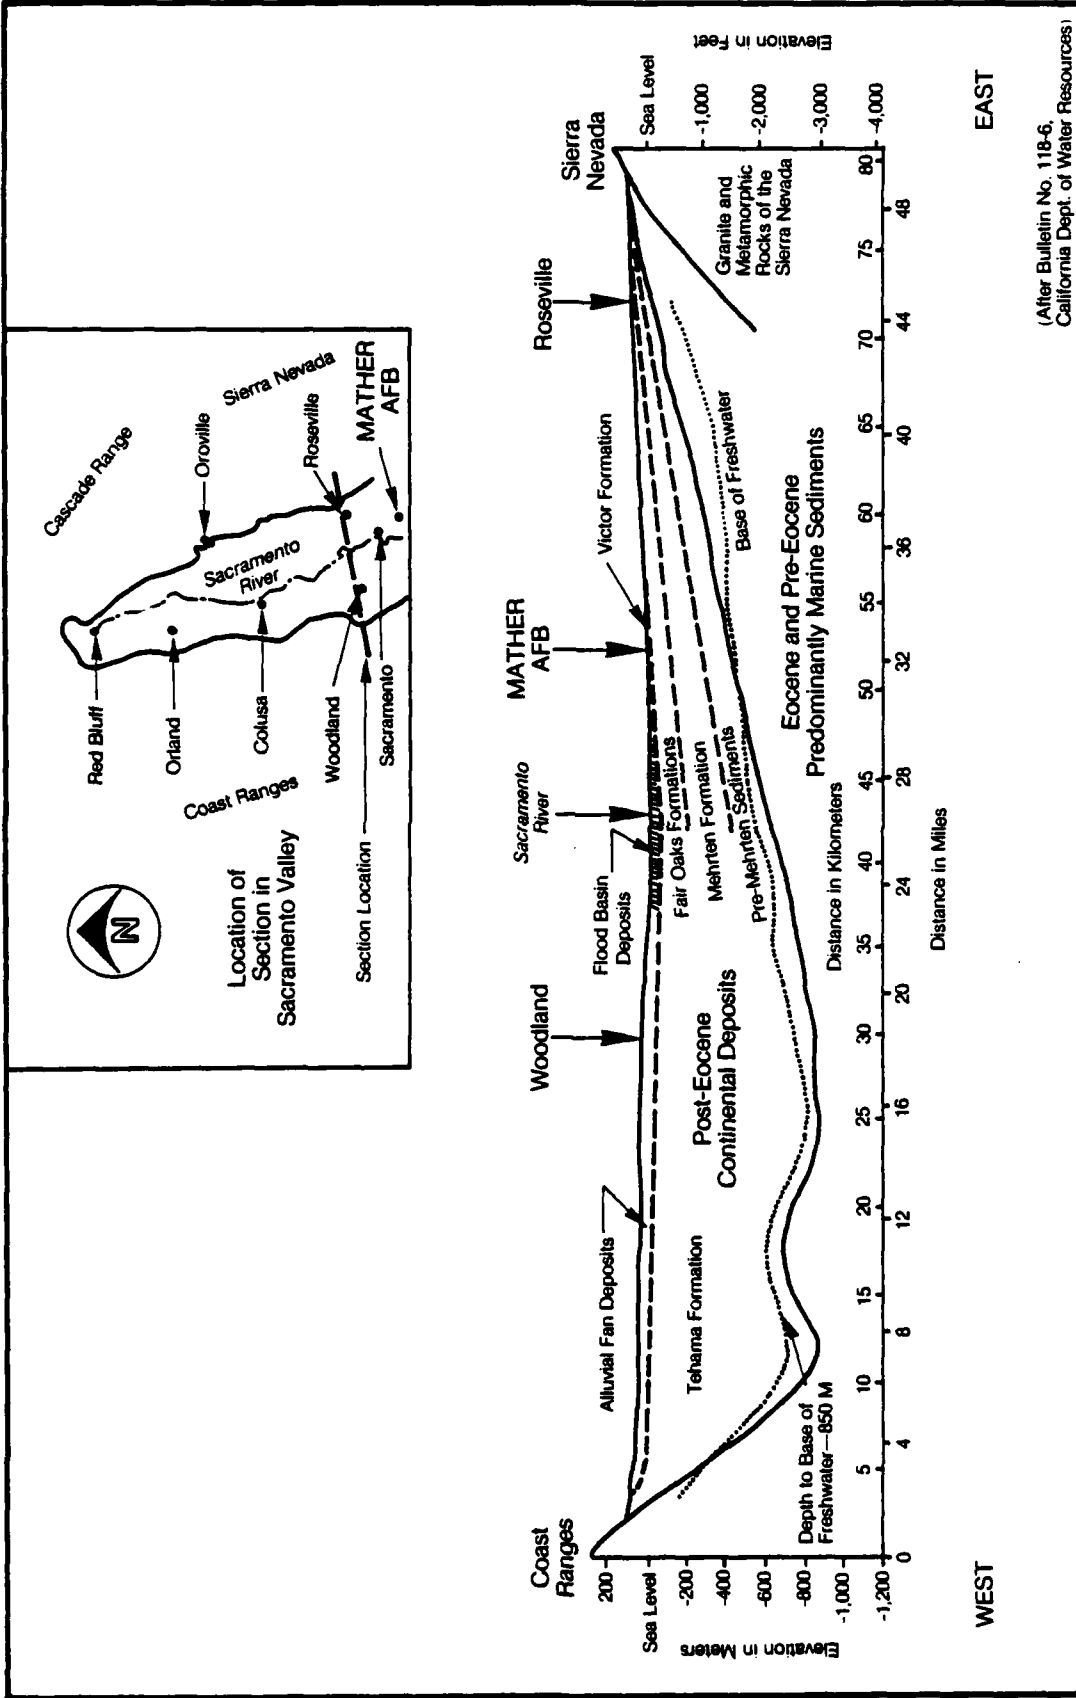 Location of
Section in
Sacramento Valley
N
Cascade Range
Red Bluff
Orland
Colusa
Oroville
Sierra Nevada
Sacramento
River
Coast Ranges
Woodland
Roseville
Sacramento
MATHER
AFB
Section Location
Coast
Ranges
Woodland
Sacramento
River
MATHER
AFB
Roseville
Sierra
Nevada
Alluvial Fan Deposits
Flood Basin
Deposits
Victor Formation
Elevation in Meters
200
Sea Level
-200
-400
-600
-800
-1,000
-1,200
Elevation in Feet
Sea Level
-1,000
-2,000
-3,000
-4,000
Tehama Formation
Post-Eocene
Continental Deposits
Fair Oaks Formations
Mehrten Formation
Pre-Mehrten Sediments
Base of Freshwater
Granite and
Metamorphic
Rocks of the
Sierra Nevada
Eocene and Pre-Eocene
Predominantly Marine Sediments
Depth to Base of
Freshwater—850 M
Distance in Kilometers
0 5 10 15 20 25 30 35 40 45 50 55 60 65 70 75 80
4 8 12 16 20 24 28 32 36 40 44 48
Distance in Miles
WEST
EAST
(After Bulletin No. 118-6,
California Dept. of Water Resources)